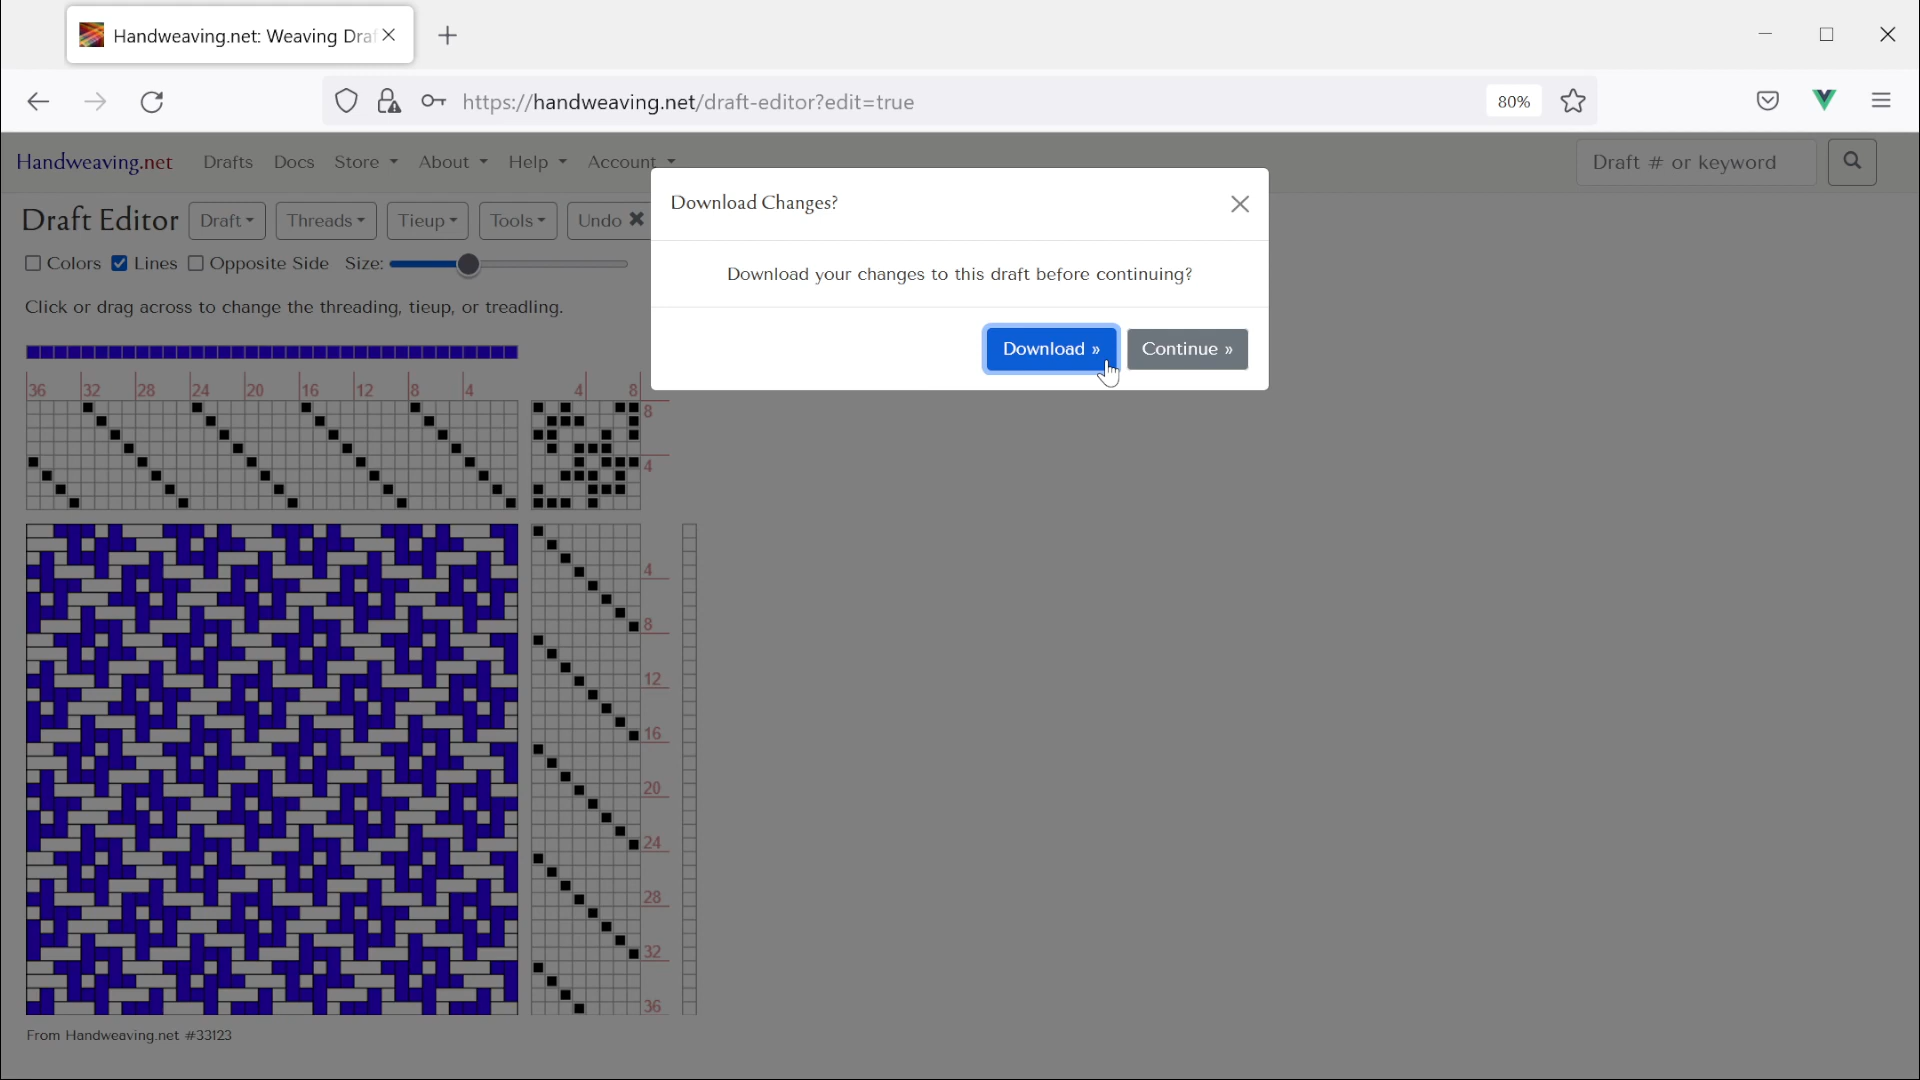 Handweaving.net: Weaving Draf
https://handweaving.net/draft-editor?edit=true
80%
Handweaving.net Drafts Docs Store About Help Account
Draft # or keyword
Download Changes?
Draft Editor Draft Threads Tieup Tools Undo
Colors Lines Opposite Side Size:
Download your changes to this draft before continuing?
Click or drag across to change the threading, tieup, or treadling.
Download » Continue »
36 32 28 24 20 16 12 8 4 4 8
8
4
4
8
12
16
20
24
28
32
36
From Handweaving.net #33123